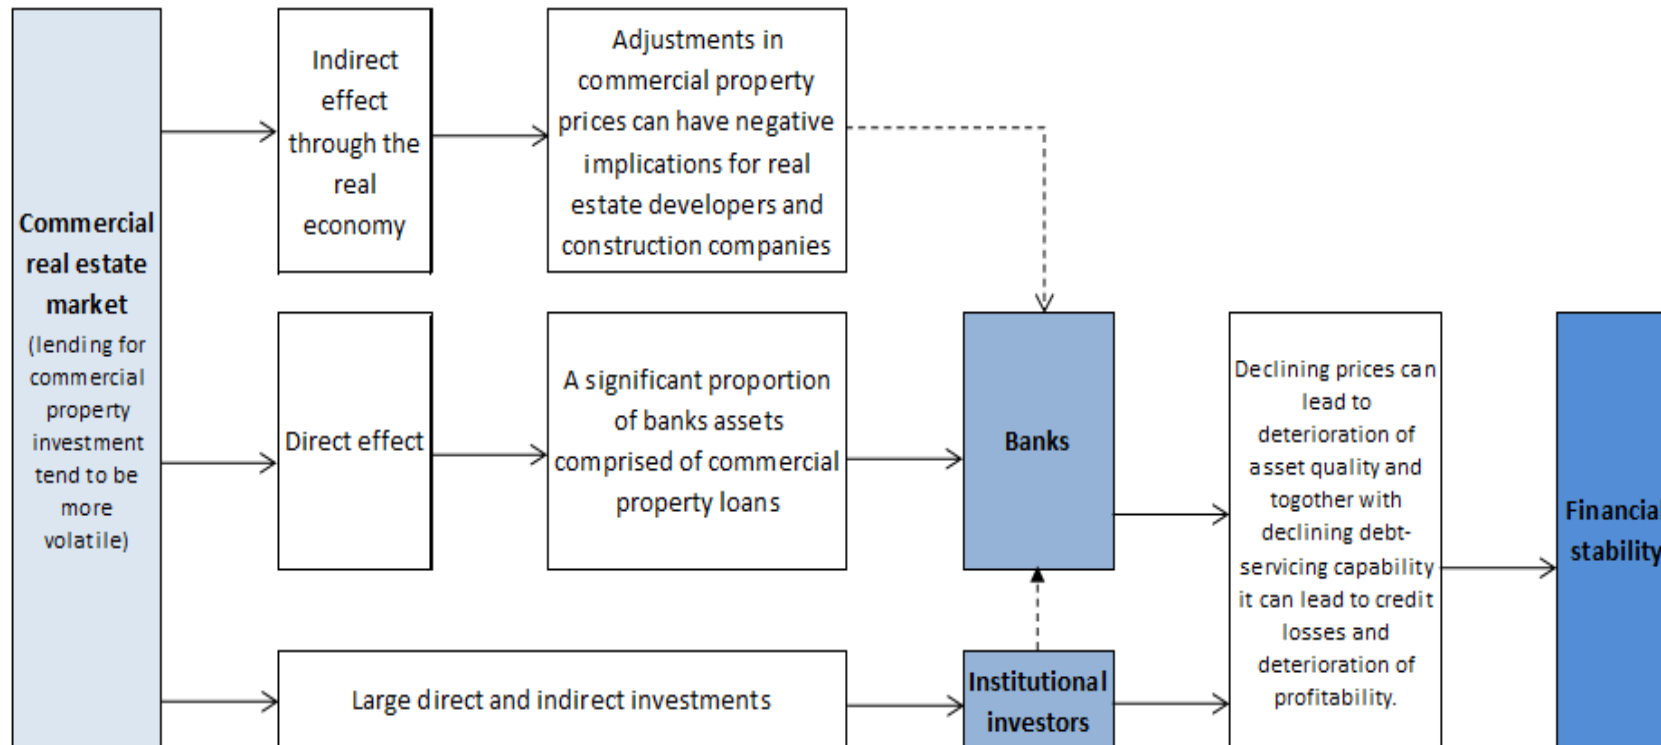 Commercial
real estate
market
(lending for
commercial
property
investment
tend to be
more
volatile)
Indirect
effect
through the
real
economy
Adjustments in
commercial property
prices can have negative
implications for real
estate developers and
construction companies
Direct effect
A significant proportion
of banks assets
comprised of commercial
property loans
Banks
Large direct and indirect investments
Institutional
investors
Declining prices can
lead to
deterioration of
asset quality and
togother with
declining debt-
servicing capability
it can lead to credit
losses and
deterioration of
profitability.
Financial
stability